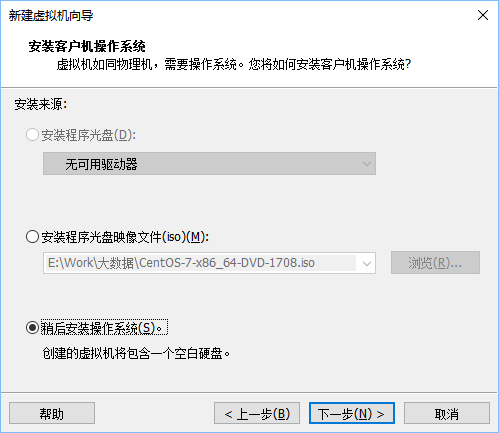 新建虚拟机向导
安装客户机操作系统
虚拟机如同物理机，需要操作系统。您将如何安装客户机操作系统?
安装来源:
安装程序光盘(D):
无可用驱动器
安装程序光盘映像文件(iso)(M):
E:\Work\大数据\CentOS-7-x86_64-DVD-1708.iso
浏览(R)...
稍后安装操作系统(S)。
创建的虚拟机将包含一个空白硬盘。
帮助
< 上一步(B)
下一步(N) >
取消